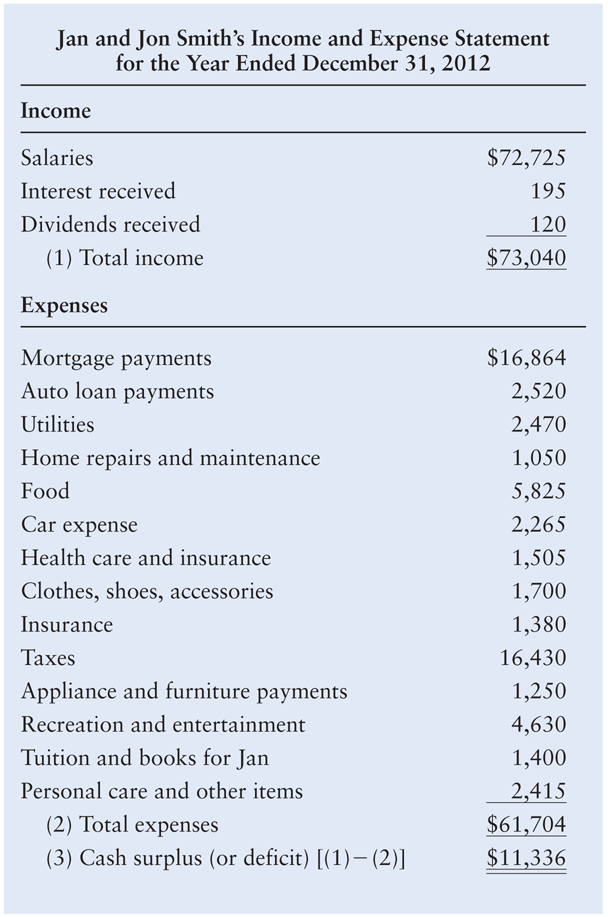 Jan and Jon Smith's Income and Expense Statement
for the Year Ended December 31, 2012
Income
Salaries $72,725
Interest received 195
Dividends received 120
(1) Total income $73,040
Expenses
Mortgage payments $16,864
Auto loan payments 2,520
Utilities 2,470
Home repairs and maintenance 1,050
Food 5,825
Car expense 2,265
Health care and insurance 1,505
Clothes, shoes, accessories 1,700
Insurance 1,380
Taxes 16,430
Appliance and furniture payments 1,250
Recreation and entertainment 4,630
Tuition and books for Jan 1,400
Personal care and other items 2,415
(2) Total expenses $61,704
(3) Cash surplus (or deficit) [(1)−(2)] $11,336